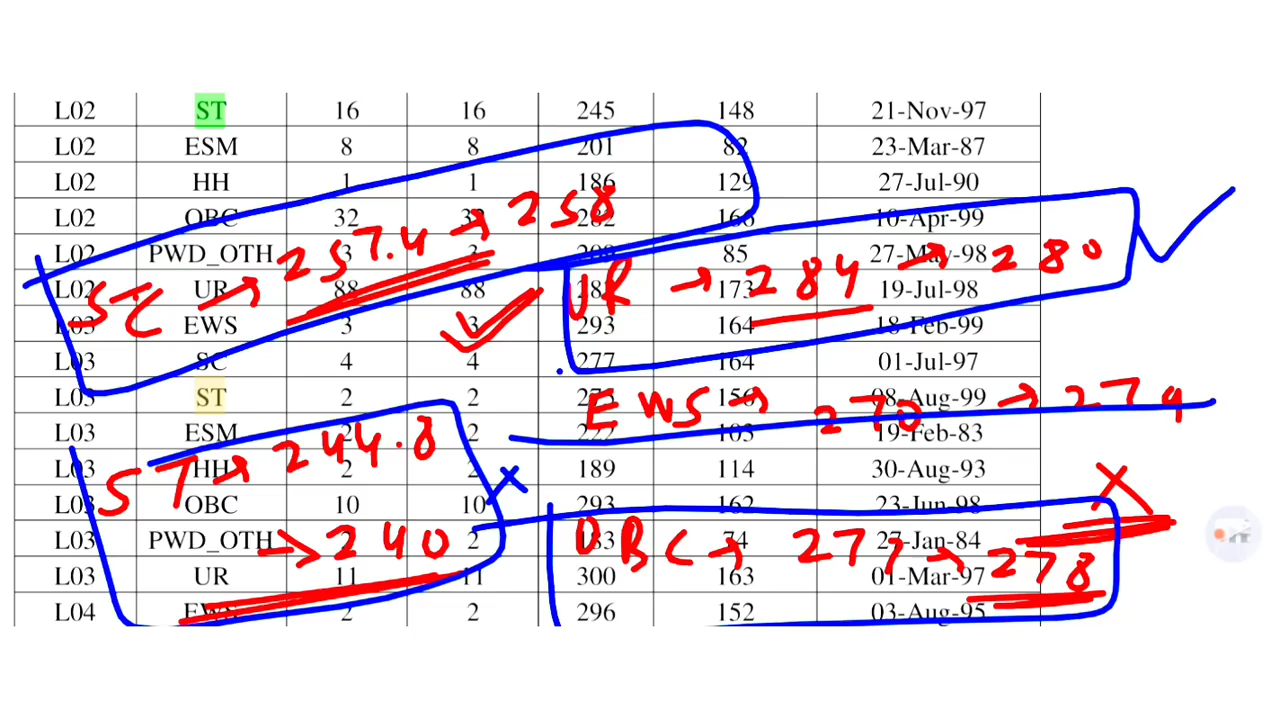 L02 ST 16 16 245 148 21-Nov-97
L02 ESM 8 8 201 82 23-Mar-87
L02 HH 1 1 186 129 27-Jul-90
L02 OBC 32 282 166 10-Apr-99
L02 PWD_OTH 3 3 85 27-May-98
L02 UR 88 88 173 19-Jul-98
L03 EWS 3 3 293 164 18-Feb-99
L03 SC 4 4 277 164 01-Jul-97
L03 ST 2 2 156 08-Aug-99
L03 ESM 2 2 222 103 19-Feb-83
L03 HH 2 2 189 114 30-Aug-93
L03 OBC 10 10 293 162 23-Jun-98
L03 PWD_OTH 2 2 74 27-Jan-84
L03 UR 11 11 300 163 01-Mar-97
L04 EWS 2 2 296 152 03-Aug-95
SC → 257.4 → 258
UR → 284 → 280
EWS → 270 → 274
ST → 244.8
→ 240
OBC → 277 → 278